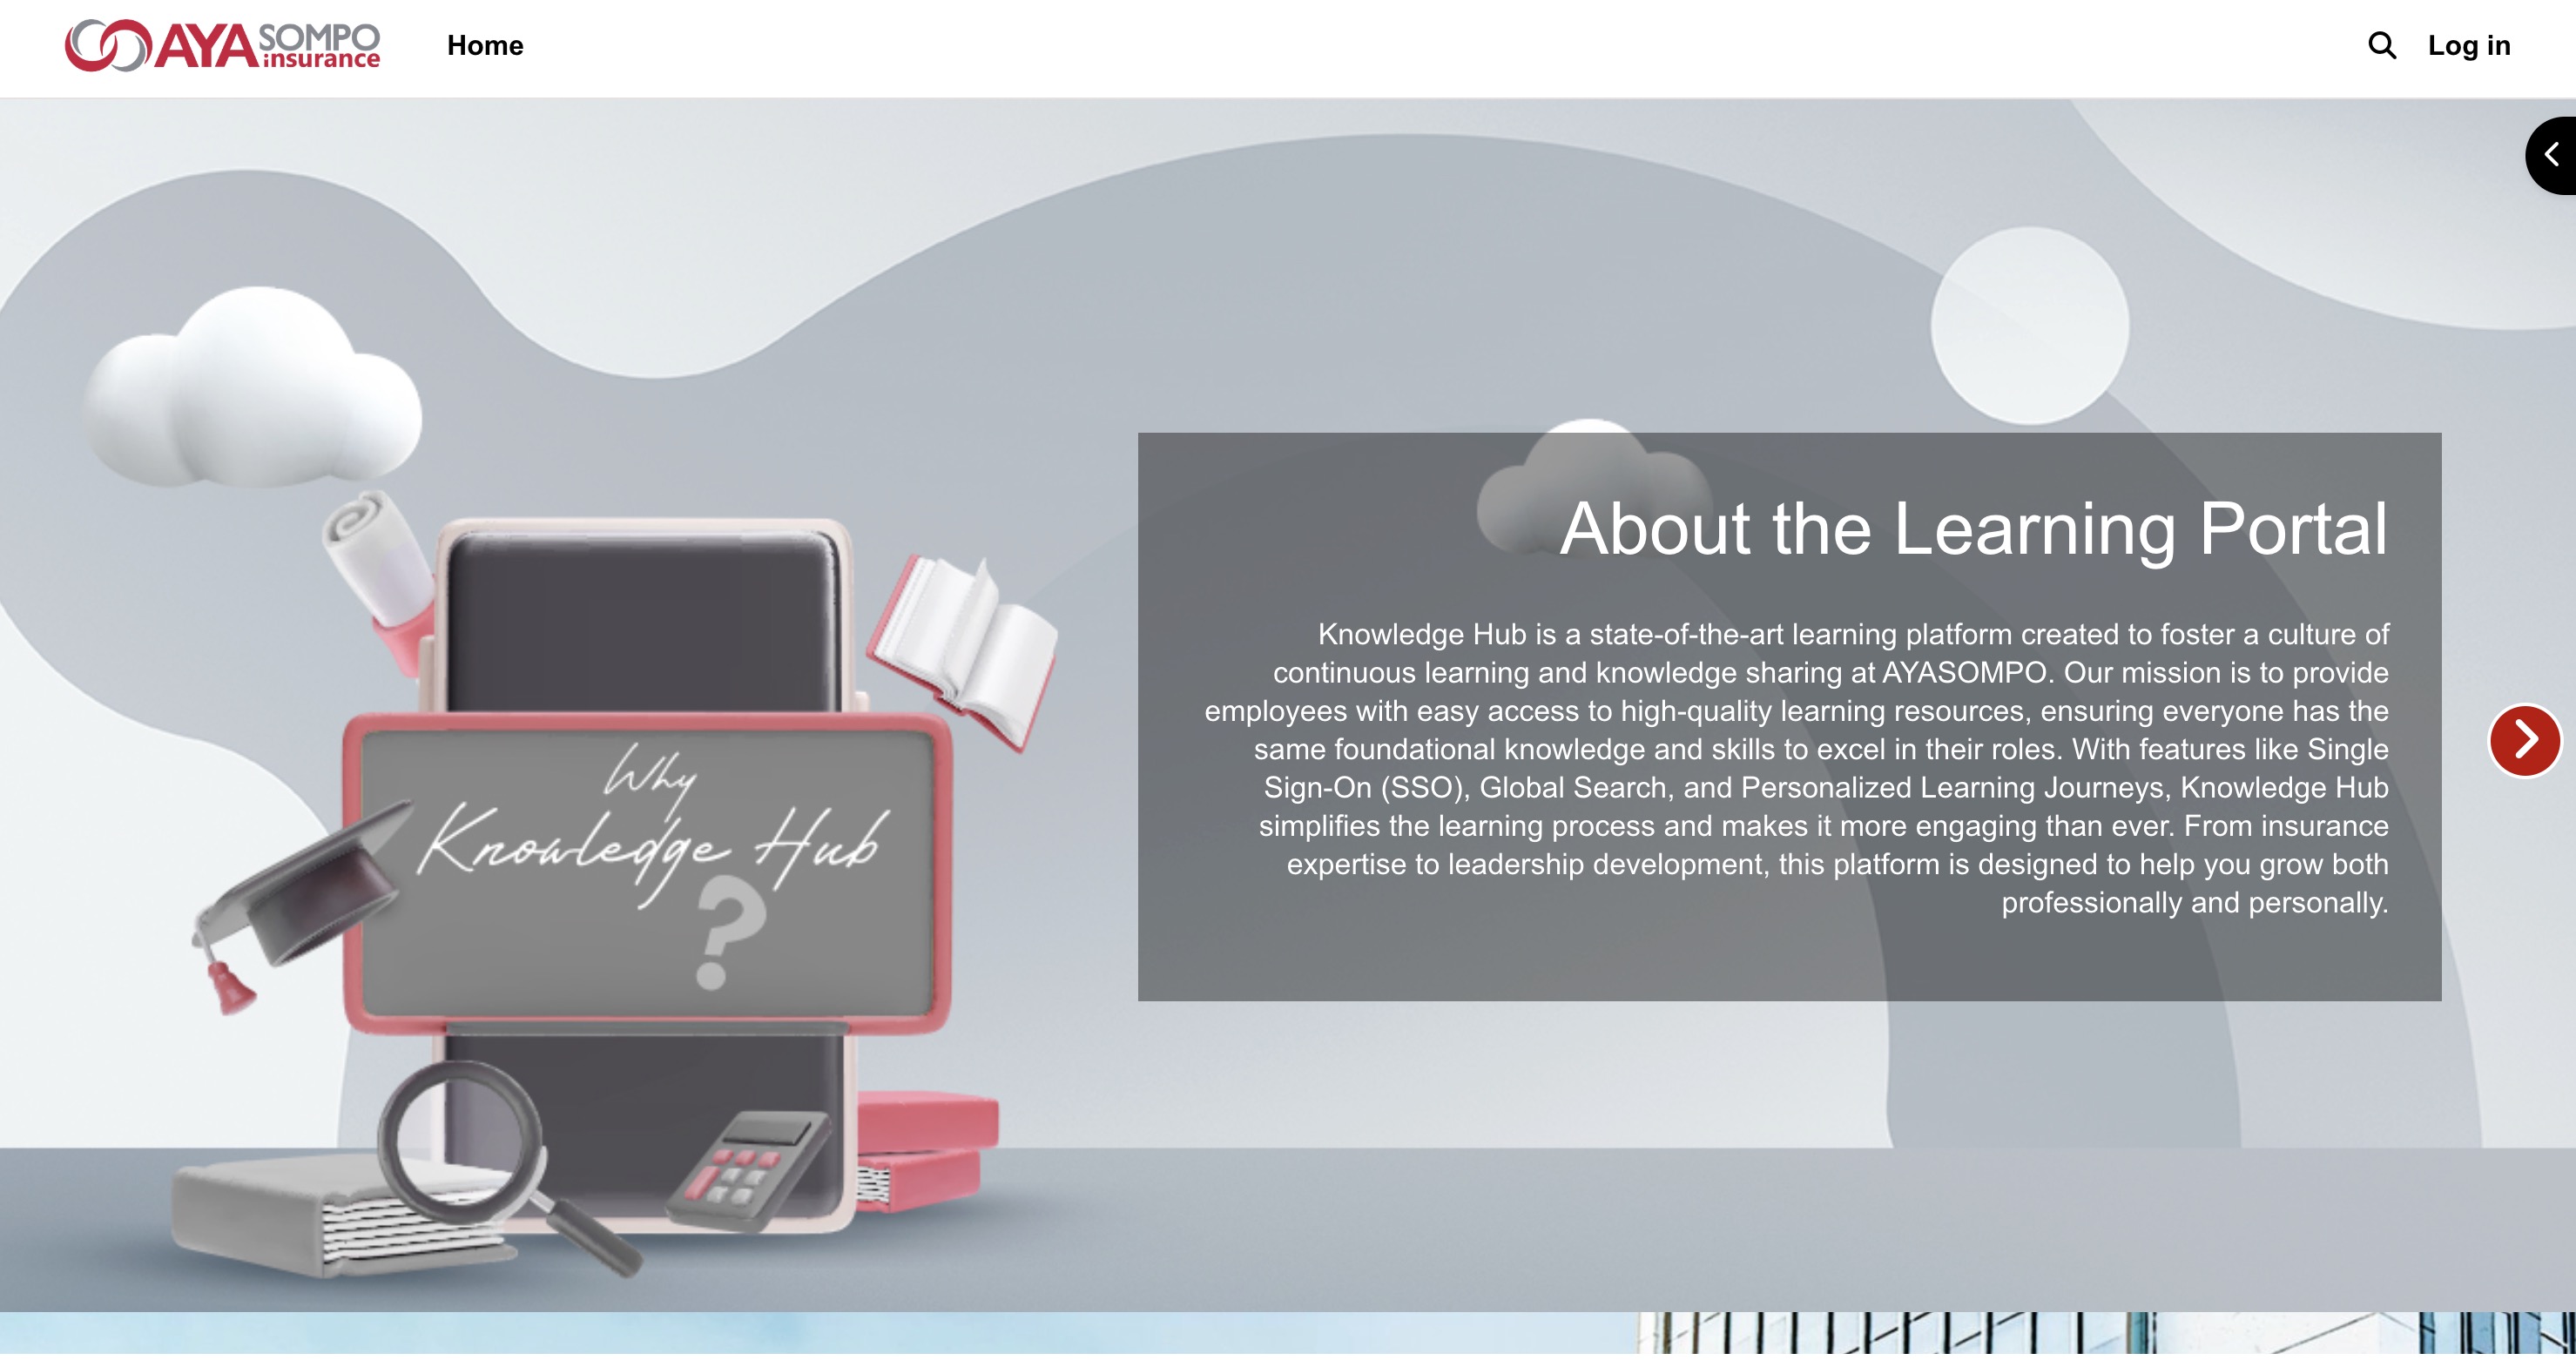 AYA SOMPO insurance
Home
Log in
About the Learning Portal
Knowledge Hub is a state-of-the-art learning platform created to foster a culture of
continuous learning and knowledge sharing at AYASOMPO. Our mission is to provide
employees with easy access to high-quality learning resources, ensuring everyone has the
same foundational knowledge and skills to excel in their roles. With features like Single
Sign-On (SSO), Global Search, and Personalized Learning Journeys, Knowledge Hub
simplifies the learning process and makes it more engaging than ever. From insurance
expertise to leadership development, this platform is designed to help you grow both
professionally and personally.
Why
Knowledge Hub
?